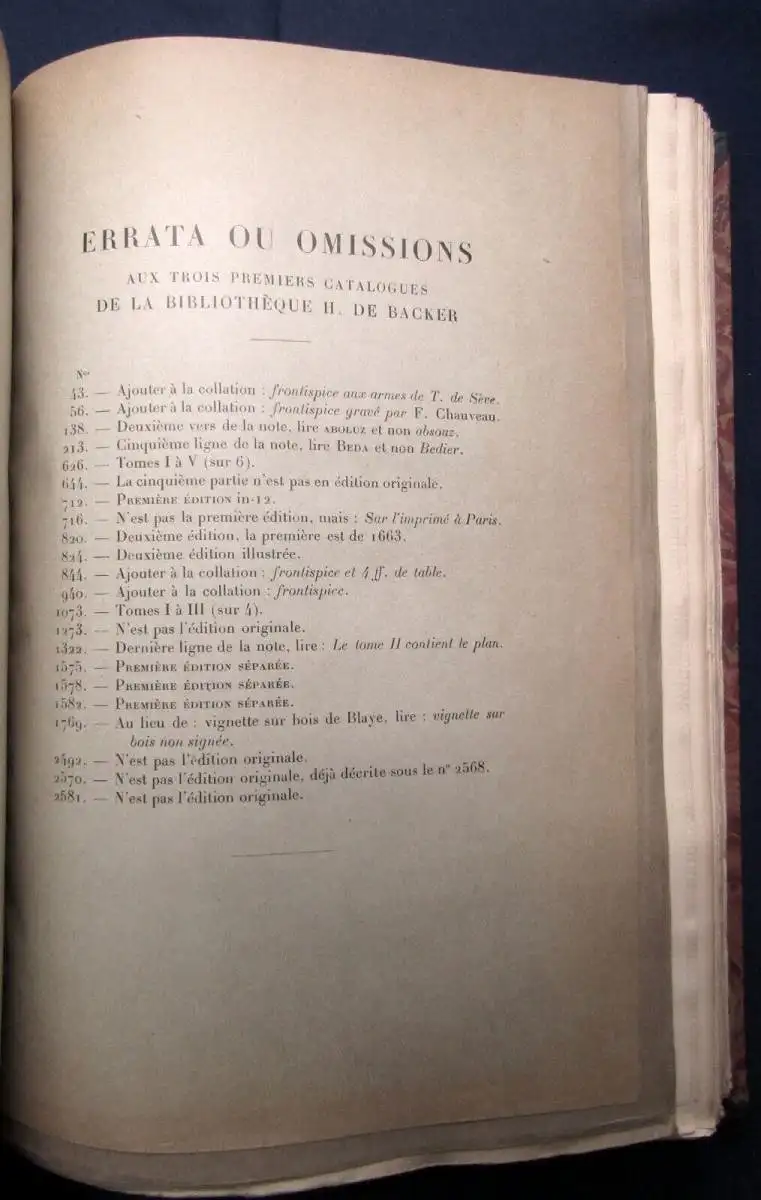 ERRATA OU OMISSIONS
AUX TROIS PREMIERS CATALOGUES
DE LA BIBLIOTHÈQUE H. DE BACKER
Nos
43. — Ajouter à la collation : frontispice aux armes de T. de Sève.
56. — Ajouter à la collation : frontispice gravé par F. Chauveau.
138. — Deuxième vers de la note, lire ABOLUZ et non absouz.
213. — Cinquième ligne de la note, lire BEDA et non Bedier.
626. — Tomes I à V (sur 6).
644. — La cinquième partie n'est pas en édition originale.
712. — PREMIÈRE ÉDITION in-12.
716. — N'est pas la première édition, mais : Sur l'imprimé à Paris.
820. — Deuxième édition, la première est de 1663.
824. — Deuxième édition illustrée.
844. — Ajouter à la collation : frontispice et 4 ff. de table.
940. — Ajouter à la collation : frontispice.
1073. — Tomes I à III (sur 4).
1273. — N'est pas l'édition originale.
1322. — Dernière ligne de la note, lire : Le tome II contient le plan.
1575. — PREMIÈRE ÉDITION SÉPARÉE.
1578. — PREMIÈRE ÉDITION SÉPARÉE.
1582. — PREMIÈRE ÉDITION SÉPARÉE.
1769. — Au lieu de : vignette sur bois de Blaye, lire : vignette sur
bois non signée.
2492. — N'est pas l'édition originale.
2570. — N'est pas l'édition originale, déjà décrite sous le n° 2568.
2581. — N'est pas l'édition originale.